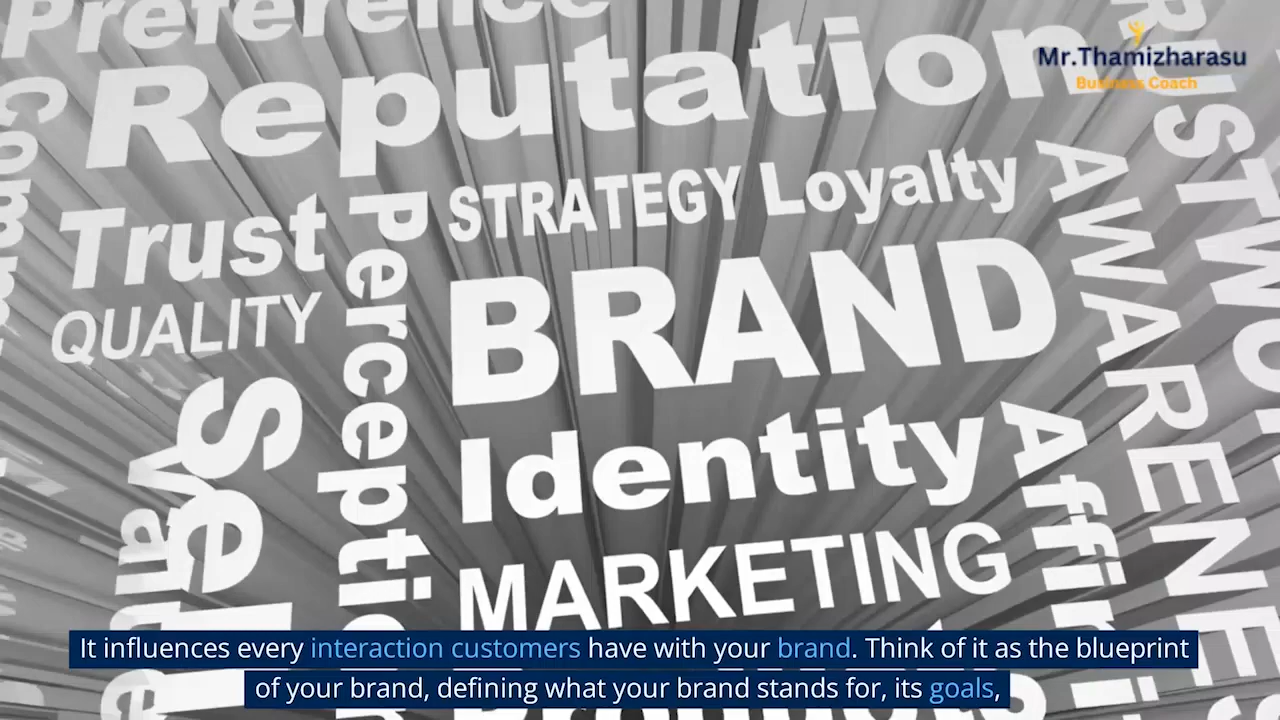 Preference
Reputation
Mr.Thamizharasu
Business Coach
Trust
QUALITY
Perception
STRATEGY Loyalty
BRAND
Identity
MARKETING
AWARENESS
It influences every interaction customers have with your brand. Think of it as the blueprint
of your brand, defining what your brand stands for, its goals,